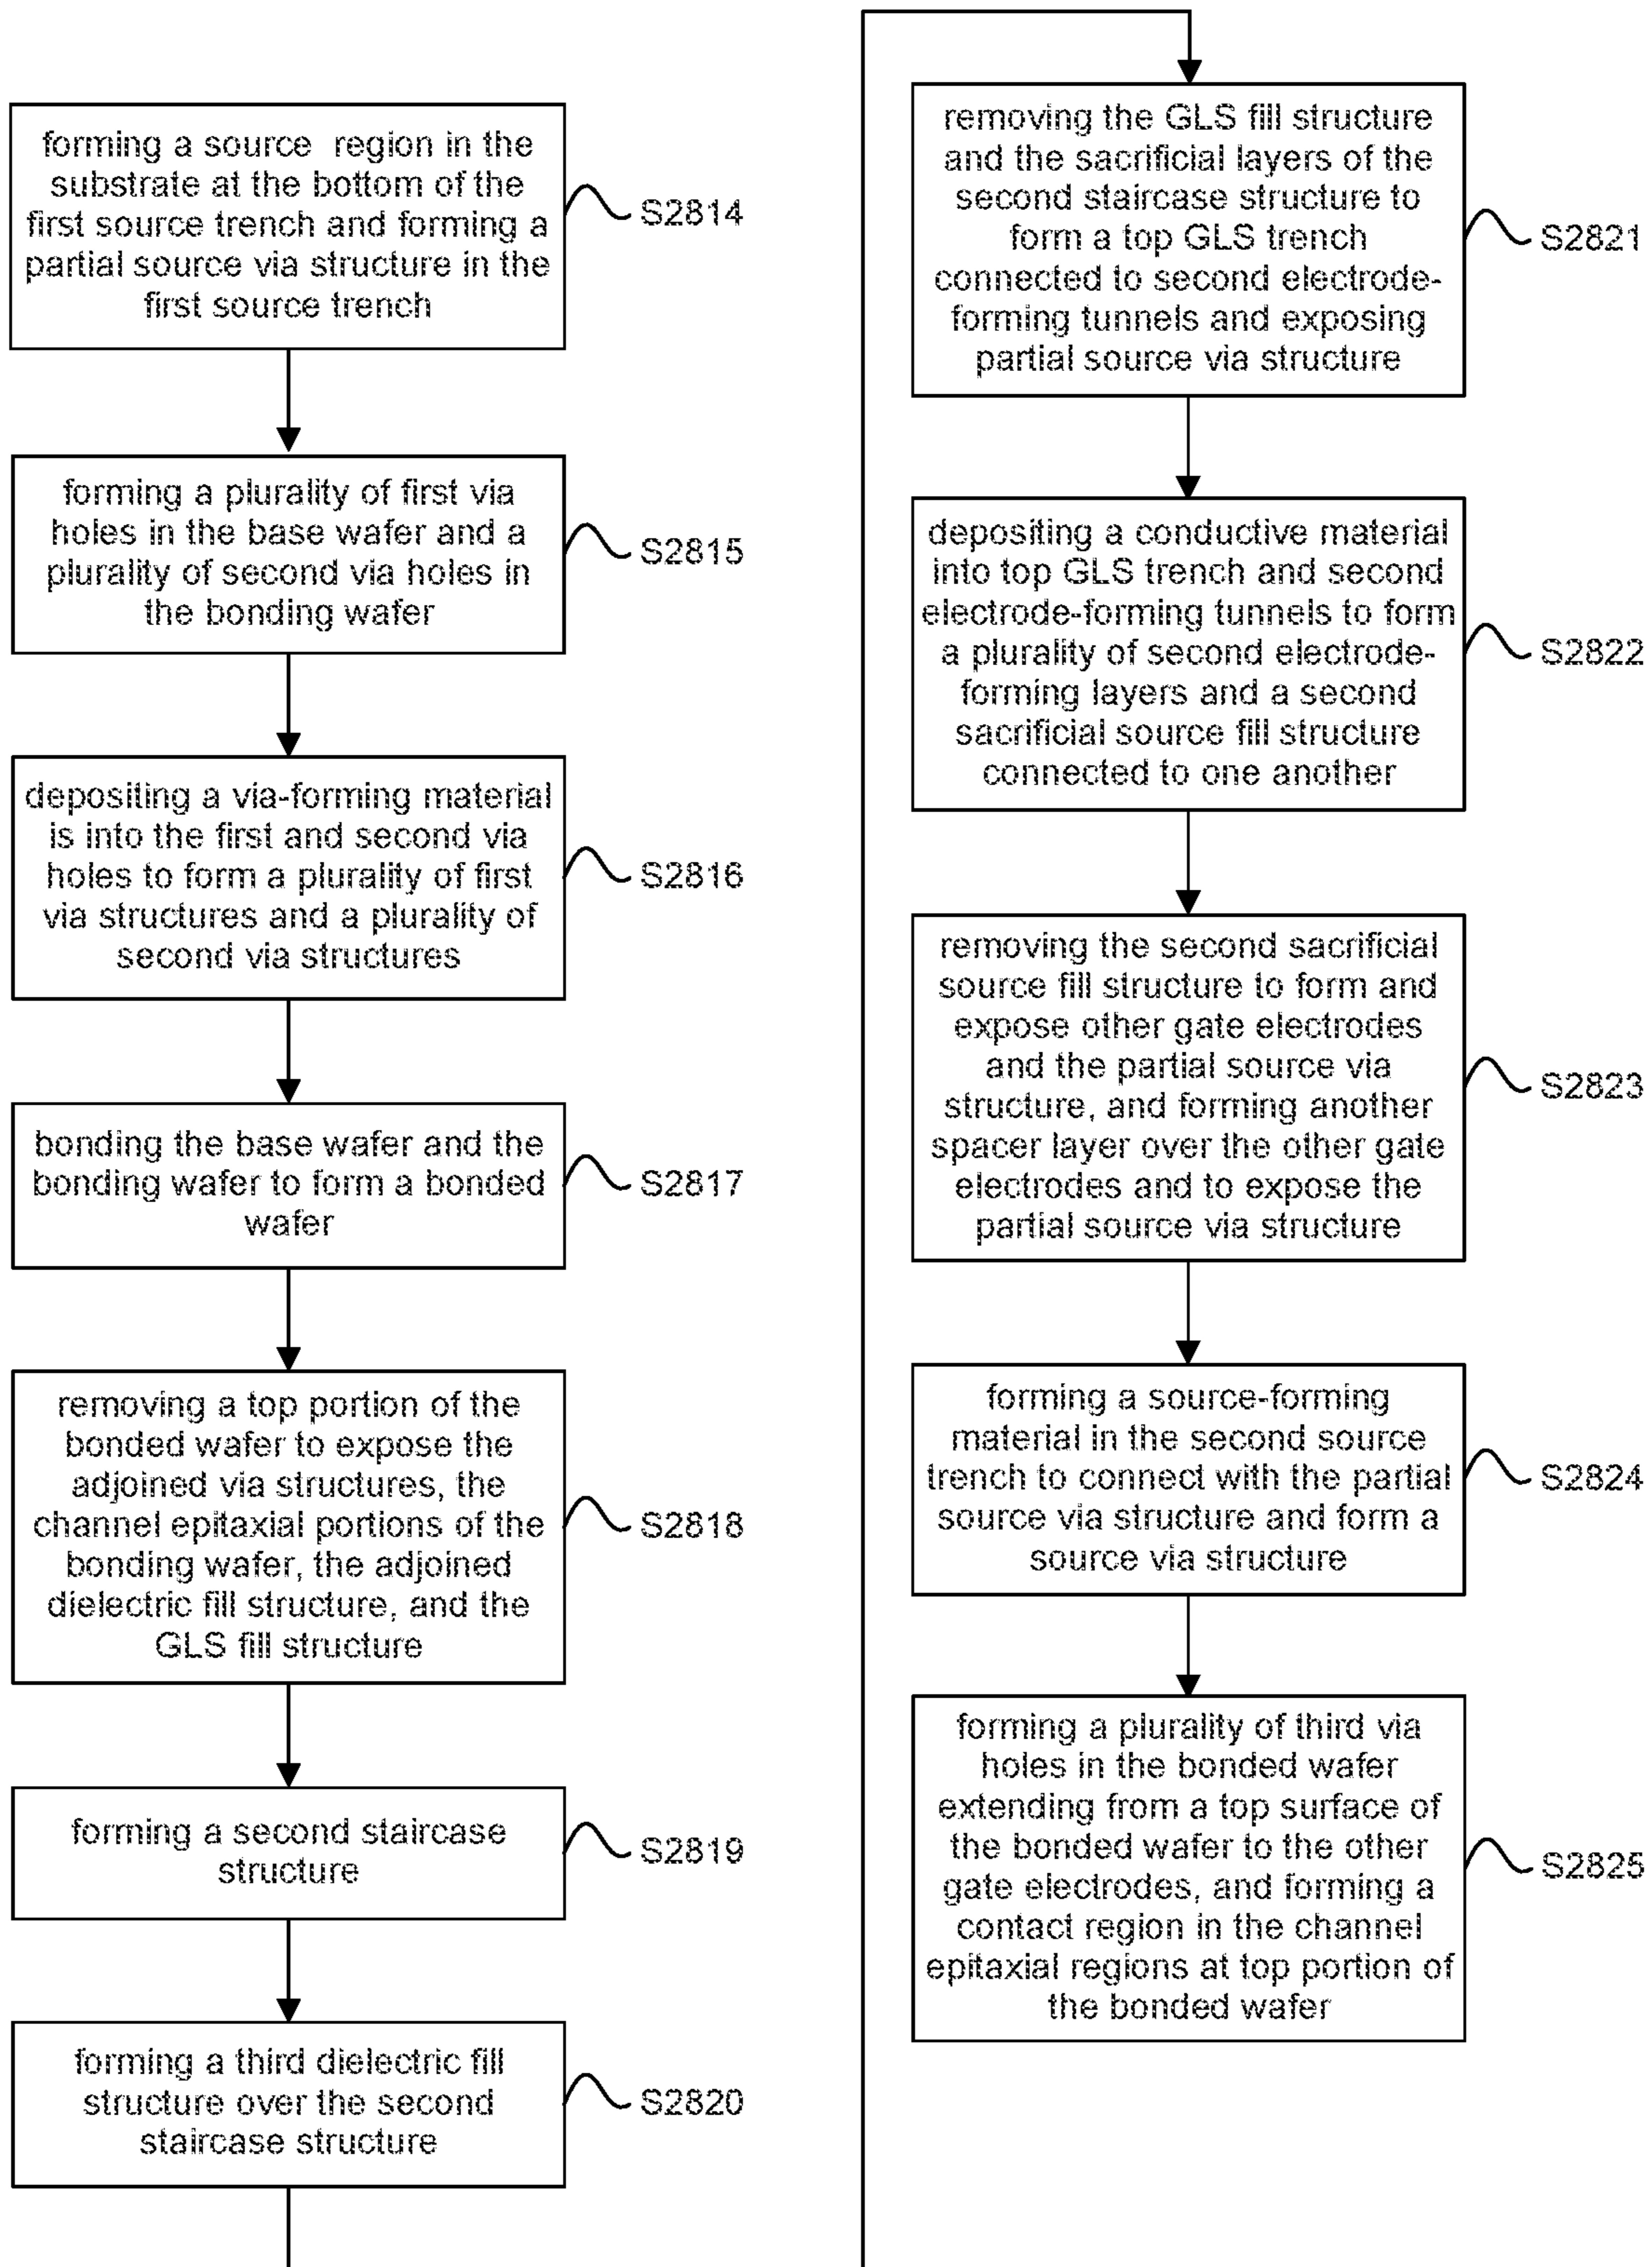 forming a source region in the
substrate at the bottom of the
first source trench and forming a
partial source via structure in the
first source trench
S2814
forming a plurality of first via
holes in the base wafer and a
plurality of second via holes in
the bonding wafer
S2815
depositing a via-forming material
is into the first and second via
holes to form a plurality of first
via structures and a plurality of
second via structures
S2816
bonding the base wafer and the
bonding wafer to form a bonded
wafer
S2817
removing a top portion of the
bonded wafer to expose the
adjoined via structures, the
channel epitaxial portions of the
bonding wafer, the adjoined
dielectric fill structure, and the
GLS fill structure
S2818
forming a second staircase
structure
S2819
forming a third dielectric fill
structure over the second
staircase structure
S2820
removing the GLS fill structure
and the sacrificial layers of the
second staircase structure to
form a top GLS trench
connected to second electrode-
forming tunnels and exposing
partial source via structure
S2821
depositing a conductive material
into top GLS trench and second
electrode-forming tunnels to form
a plurality of second electrode-
forming layers and a second
sacrificial source fill structure
connected to one another
S2822
removing the second sacrificial
source fill structure to form and
expose other gate electrodes
and the partial source via
structure, and forming another
spacer layer over the other gate
electrodes and to expose the
partial source via structure
S2823
forming a source-forming
material in the second source
trench to connect with the partial
source via structure and form a
source via structure
S2824
forming a plurality of third via
holes in the bonded wafer
extending from a top surface of
the bonded wafer to the other
gate electrodes, and forming a
contact region in the channel
epitaxial regions at top portion of
the bonded wafer
S2825